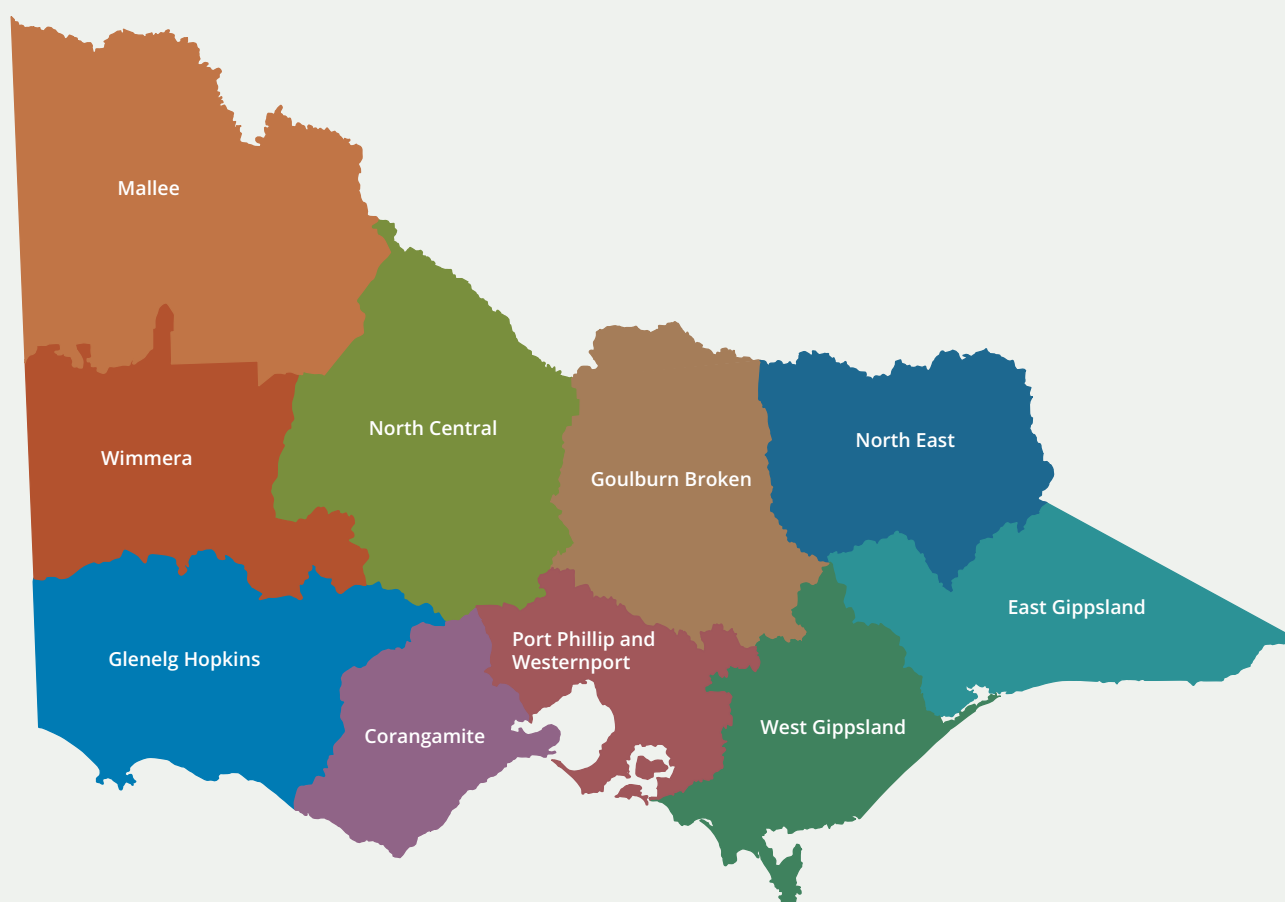 Mallee
North Central
North East
Wimmera
Goulburn Broken
East Gippsland
Port Phillip and
Westernport
Glenelg Hopkins
West Gippsland
Corangamite